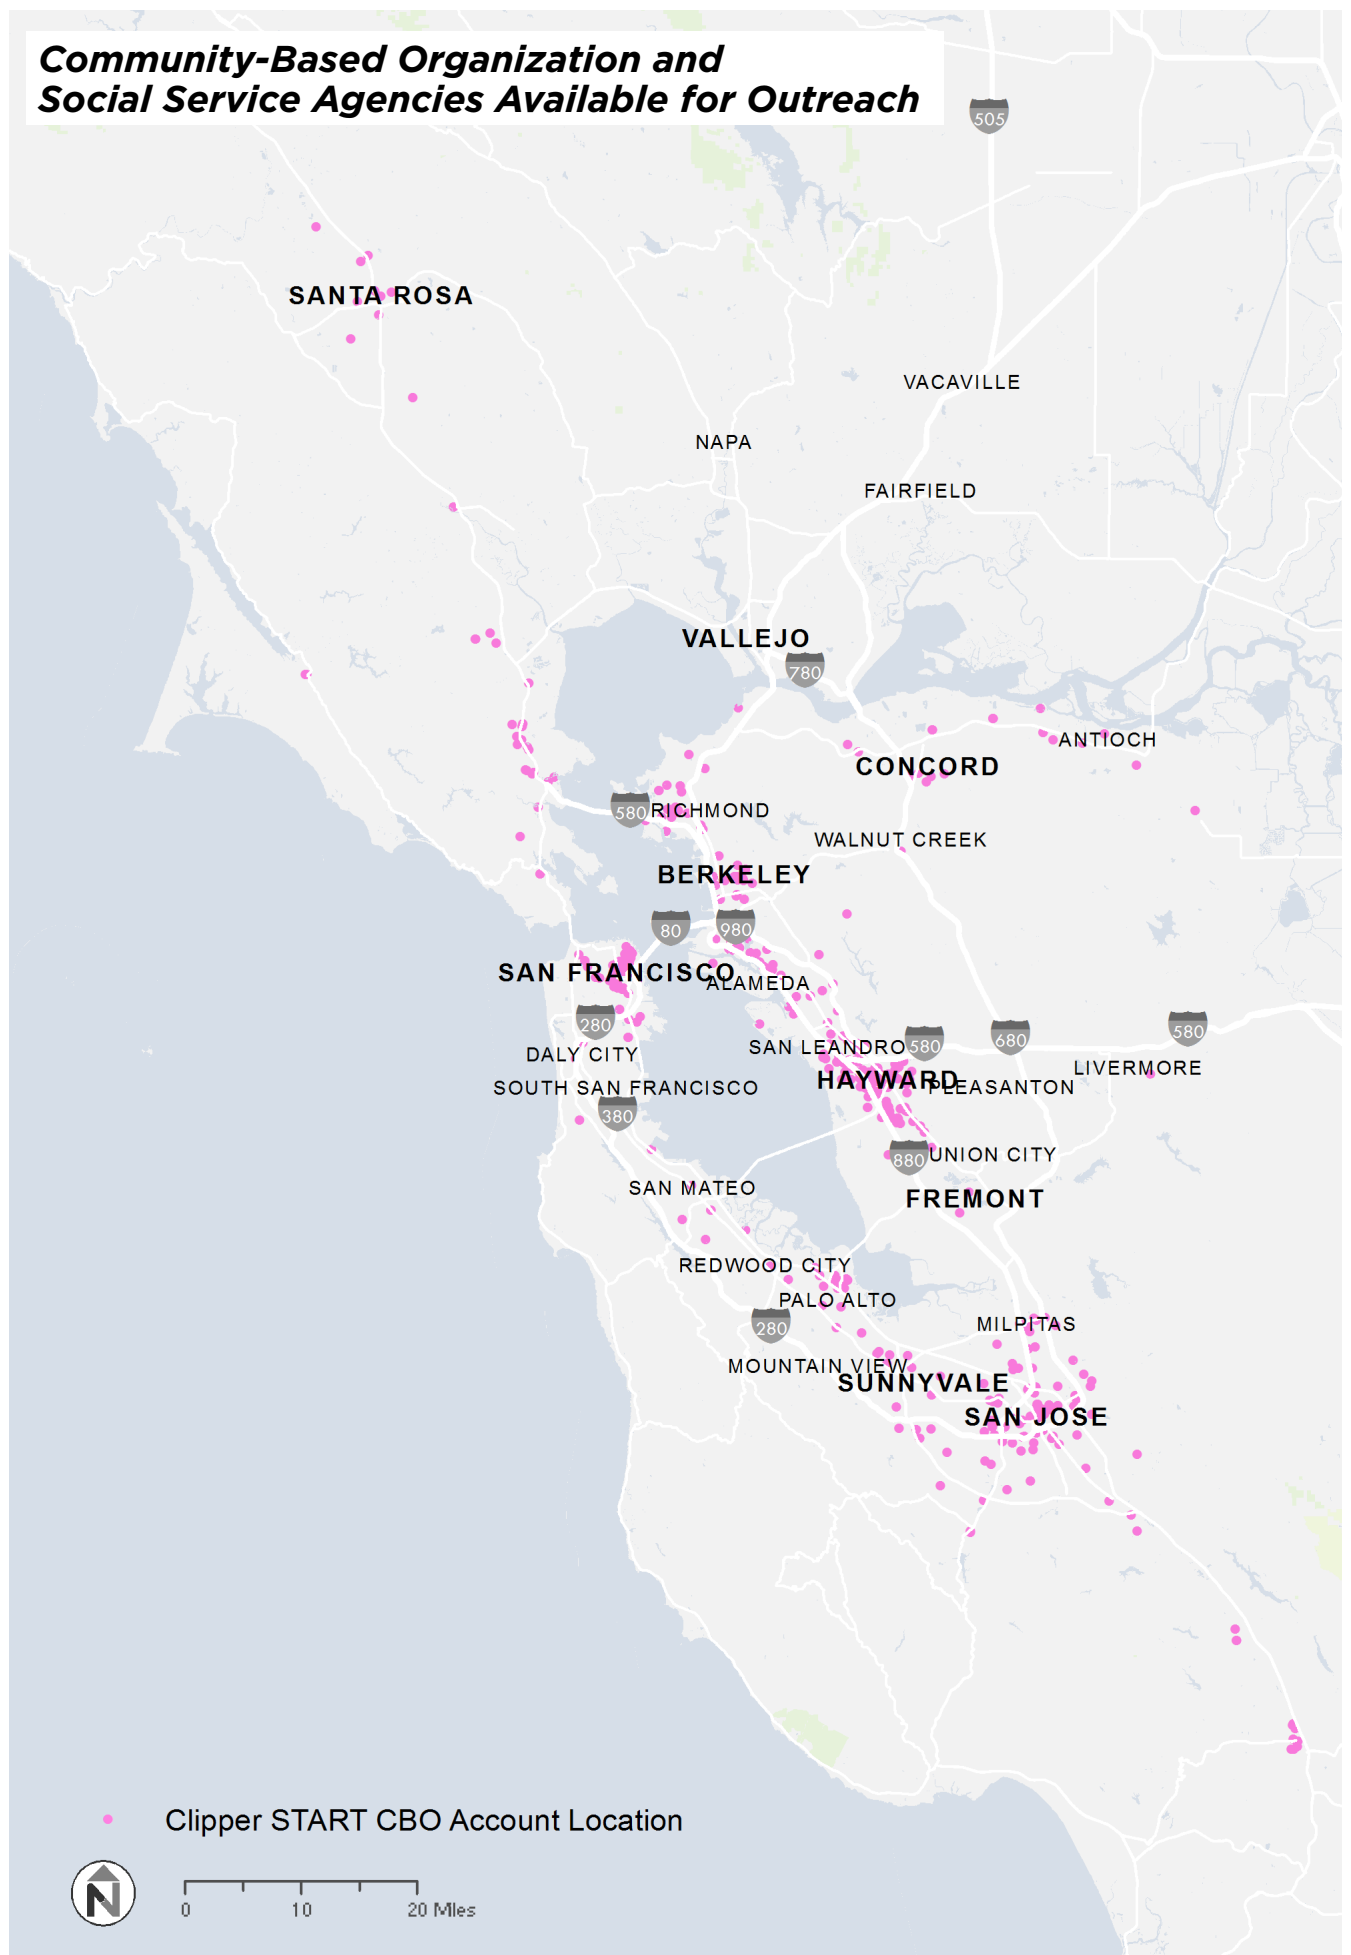 Community-Based Organization and
Social Service Agencies Available for Outreach
505
SANTA ROSA
VACAVILLE
NAPA
FAIRFIELD
VALLEJO
780
ANTIOCH
CONCORD
580
RICHMOND
WALNUT CREEK
BERKELEY
80
980
SAN FRANCISCO
ALAMEDA
280
580
680
580
SAN LEANDRO
DALY CITY
LIVERMORE
HAYWARD
PLEASANTON
SOUTH SAN FRANCISCO
380
880
UNION CITY
SAN MATEO
FREMONT
REDWOOD CITY
PALO ALTO
280
MILPITAS
MOUNTAIN VIEW
SUNNYVALE
SAN JOSE
Clipper START CBO Account Location
N
0 10 20 Miles